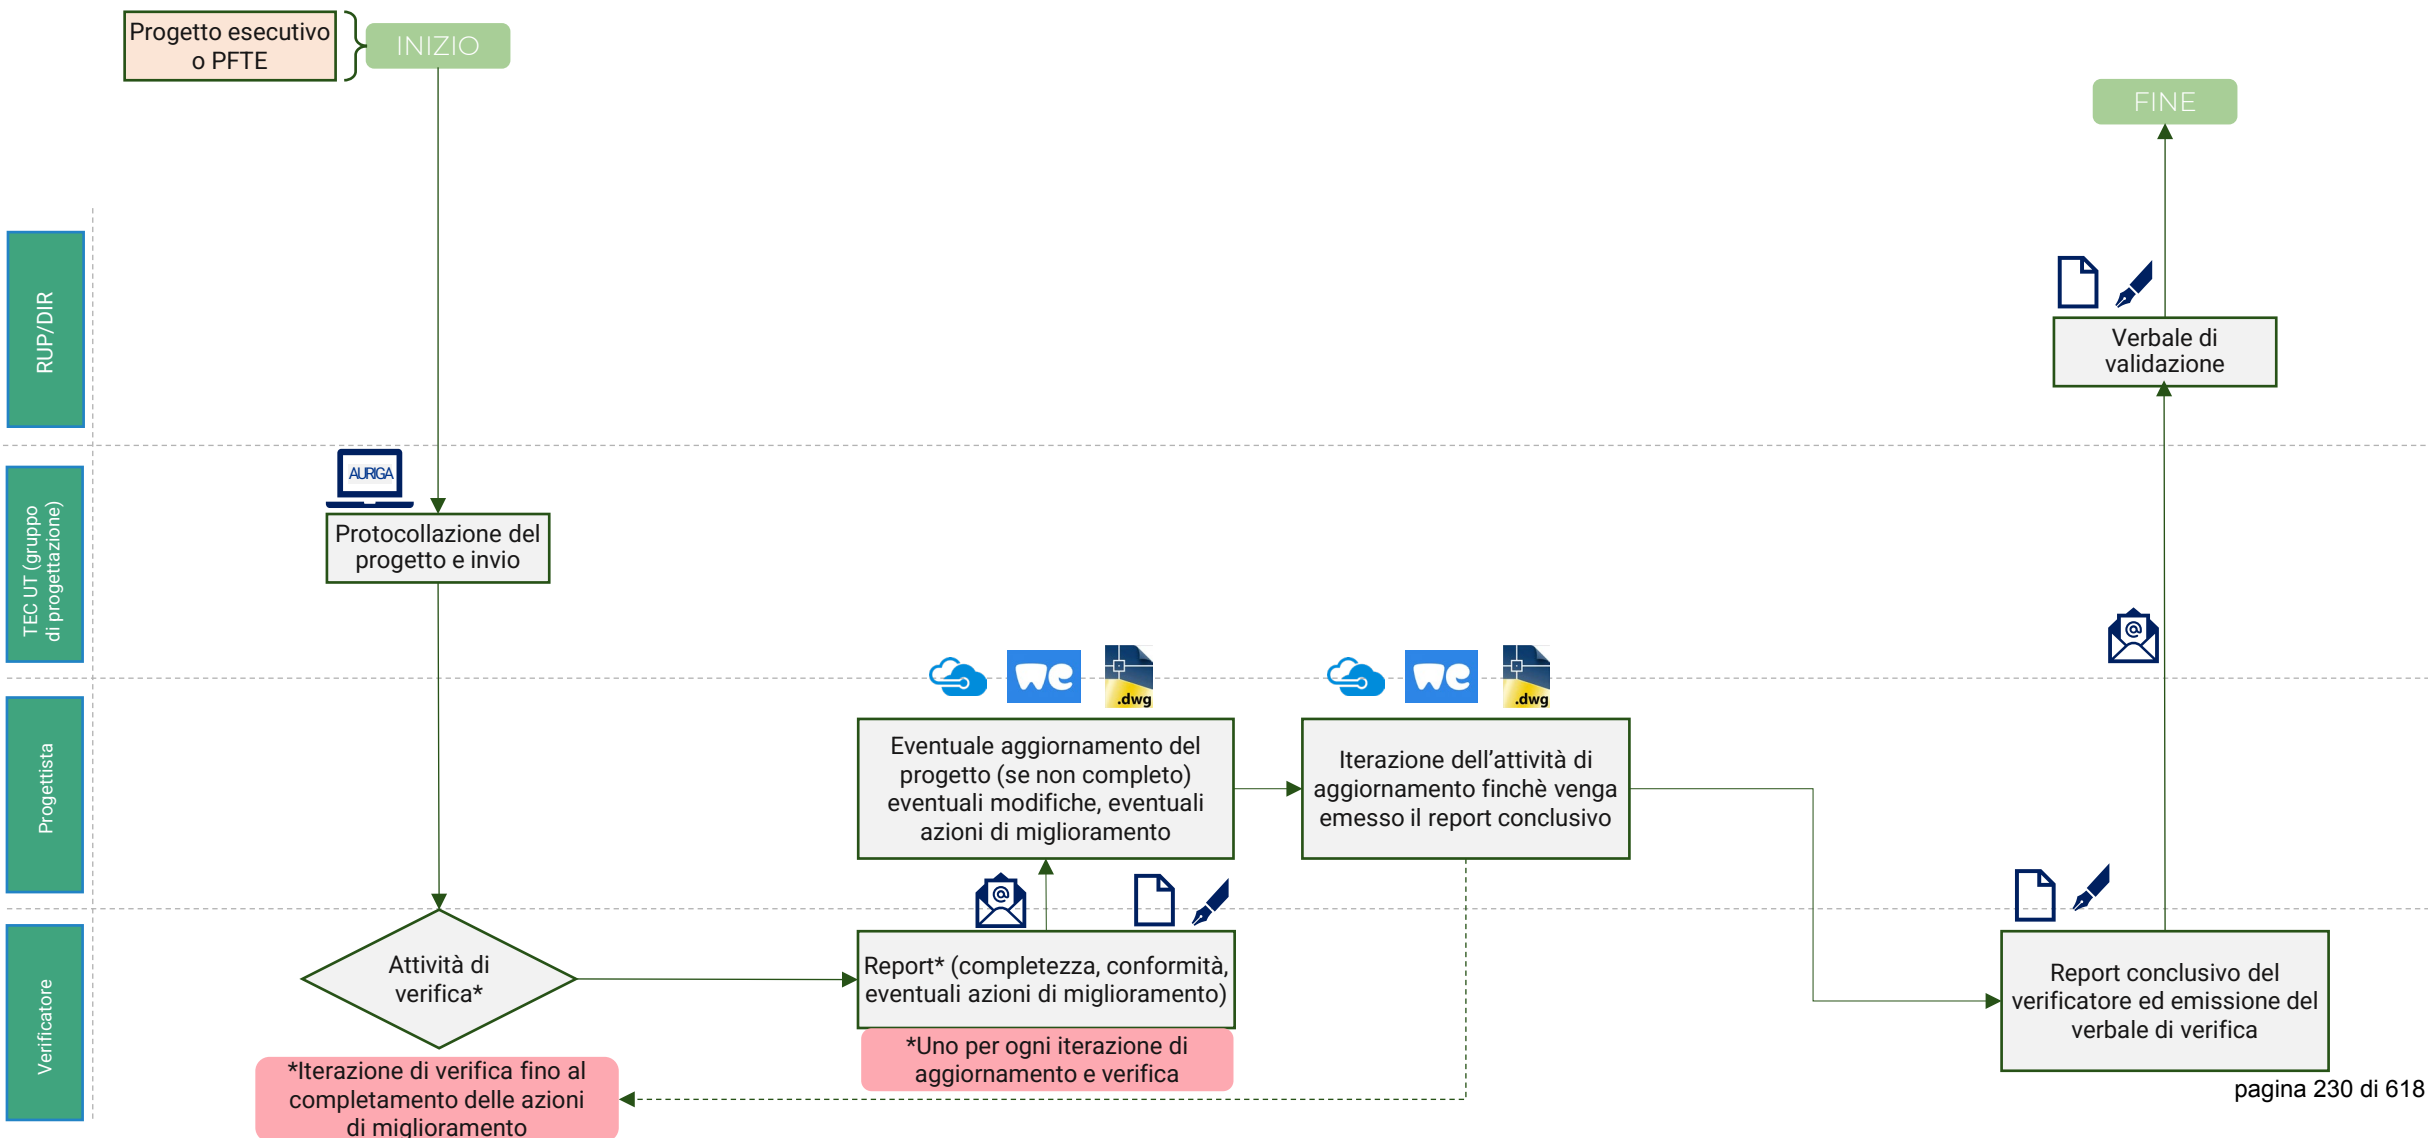 Progetto esecutivo
o PFTE
INIZIO
FINE
RUP/DIR
Verbale di
validazione
TEC UT (gruppo
di progettazione)
AURIGA
Protocollazione del
progetto e invio
@
we
.dwg
we
.dwg
Progettista
Eventuale aggiornamento del
progetto (se non completo)
eventuali modifiche, eventuali
azioni di miglioramento
Iterazione dell'attività di
aggiornamento finchè venga
emesso il report conclusivo
@
Verificatore
Attività di
verifica*
Report* (completezza, conformità,
eventuali azioni di miglioramento)
Report conclusivo del
verificatore ed emissione del
verbale di verifica
*Uno per ogni iterazione di
aggiornamento e verifica
*Iterazione di verifica fino al
completamento delle azioni
di miglioramento
pagina 230 di 618